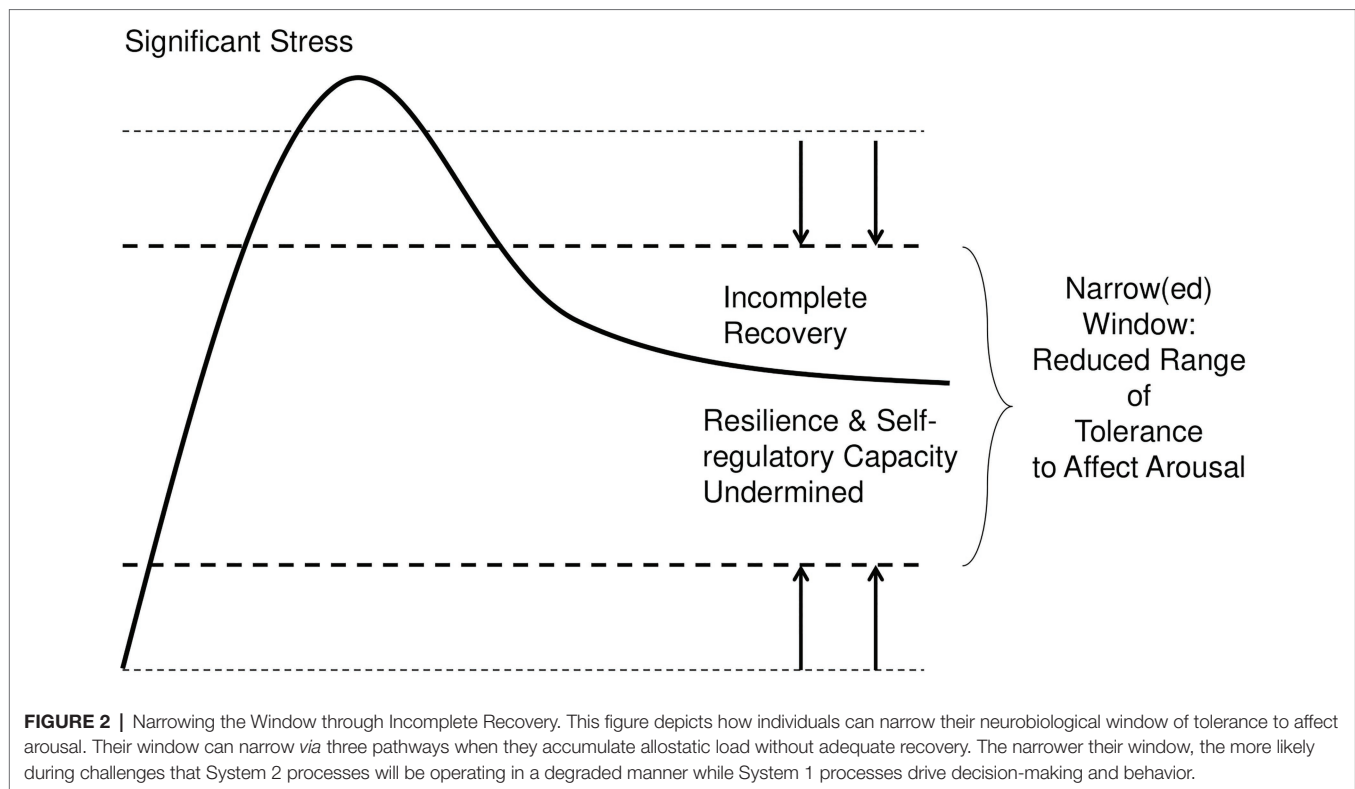 Significant Stress
Incomplete
Recovery
Resilience & Self-
regulatory Capacity
Undermined
Narrow(ed)
Window:
Reduced Range
of
Tolerance
to Affect Arousal
FIGURE 2 | Narrowing the Window through Incomplete Recovery. This figure depicts how individuals can narrow their neurobiological window of tolerance to affect
arousal. Their window can narrow via three pathways when they accumulate allostatic load without adequate recovery. The narrower their window, the more likely
during challenges that System 2 processes will be operating in a degraded manner while System 1 processes drive decision-making and behavior.